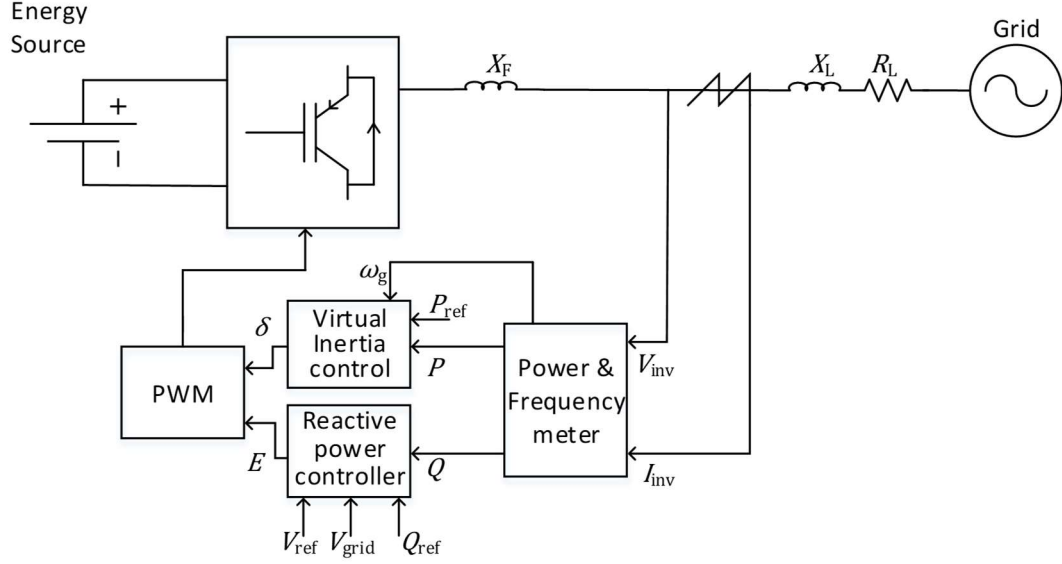 Energy
Source
Grid
X_F
X_L
R_L
+
ω_g
P_ref
Virtual
Inertia
control
δ
P
V_inv
Power &
Frequency
meter
PWM
Reactive
power
controller
E
Q
I_inv
V_ref
V_grid
Q_ref